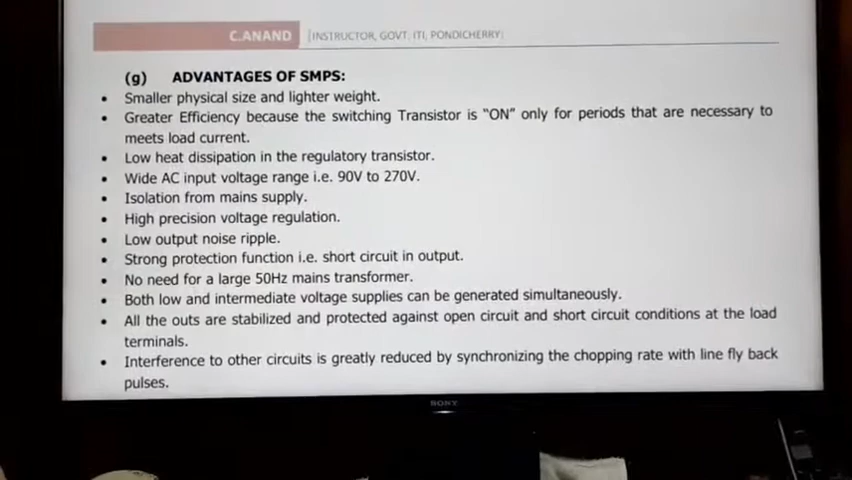 C.ANAND |INSTRUCTOR, GOVT. ITI, PONDICHERRY.
(g) ADVANTAGES OF SMPS:
• Smaller physical size and lighter weight.
• Greater Efficiency because the switching Transistor is “ON” only for periods that are necessary to
meets load current.
• Low heat dissipation in the regulatory transistor.
• Wide AC input voltage range i.e. 90V to 270V.
• Isolation from mains supply.
• High precision voltage regulation.
• Low output noise ripple.
• Strong protection function i.e. short circuit in output.
• No need for a large 50Hz mains transformer.
• Both low and intermediate voltage supplies can be generated simultaneously.
• All the outs are stabilized and protected against open circuit and short circuit conditions at the load
terminals.
• Interference to other circuits is greatly reduced by synchronizing the chopping rate with line fly back
pulses.
SONY